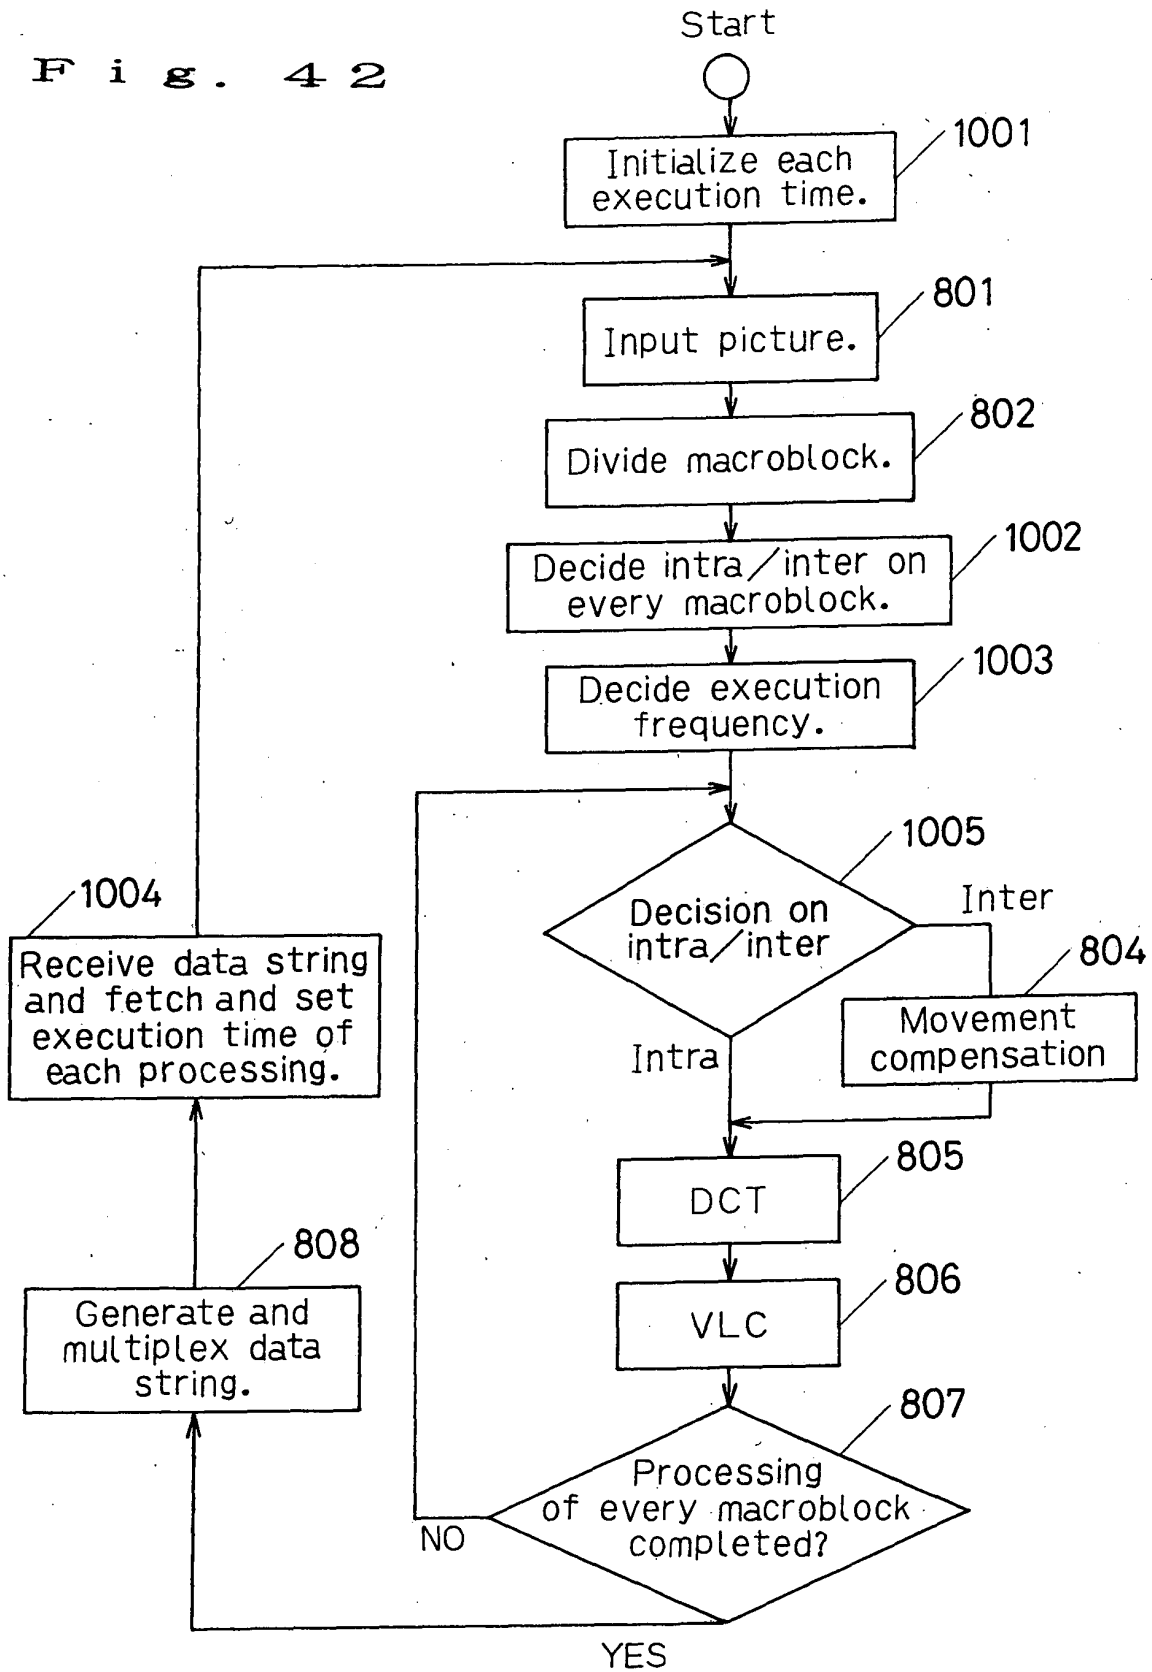 Fig. 42
Start
1001
Initialize each
execution time.
801
Input picture.
802
Divide macroblock.
1002
Decide intra/inter on
every macroblock.
1003
Decide execution
frequency.
1005
Decision on
intra/inter
Inter
804
Movement
compensation
Intra
1004
Receive data string
and fetch and set
execution time of
each processing.
805
DCT
808
Generate and
multiplex data
string.
806
VLC
807
Processing
of every macroblock
completed?
NO
YES